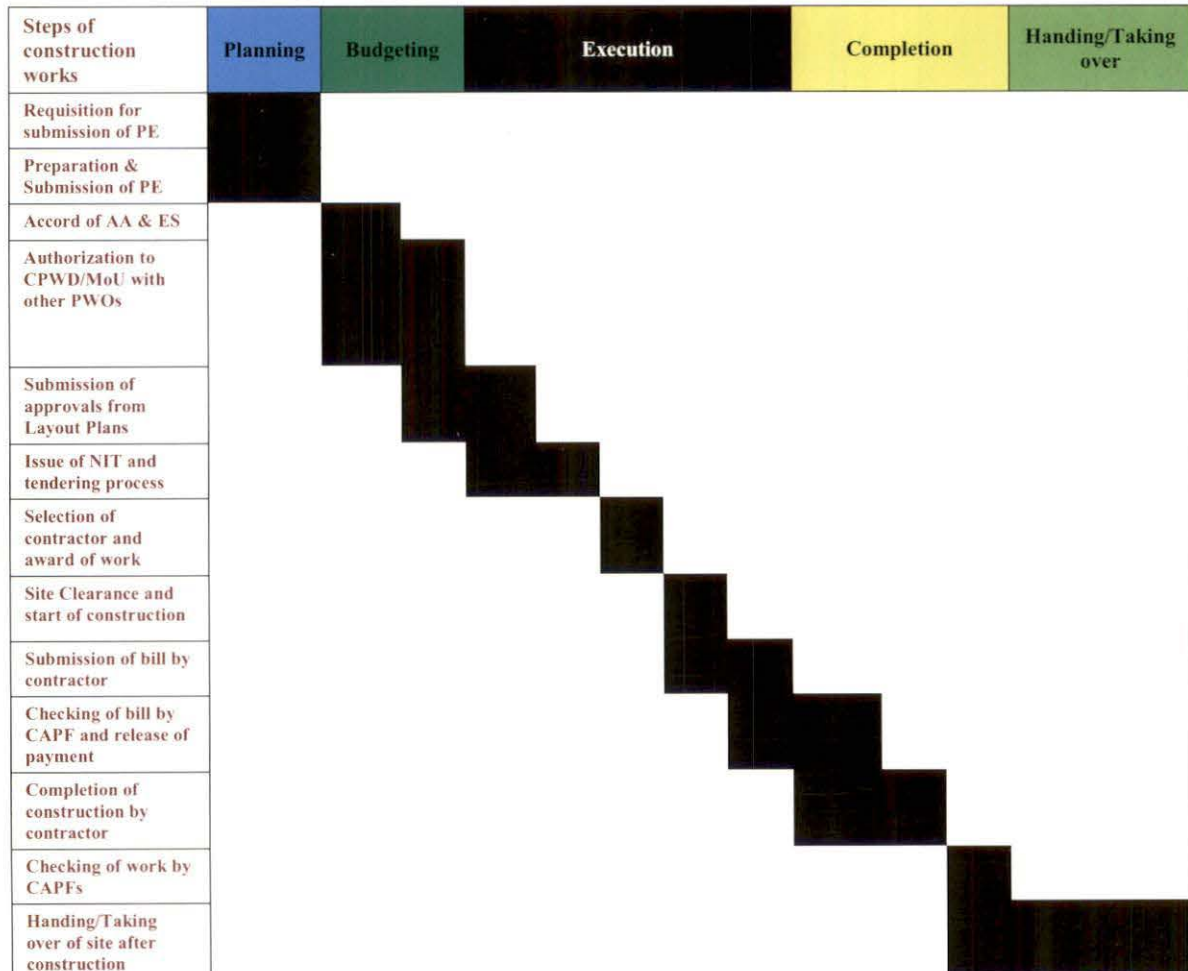 Steps of
construction
works
Planning
Budgeting
Execution
Completion
Handing/Taking
over
Requisition for
submission of PE
Preparation &
Submission of PE
Accord of AA & ES
Authorization to
CPWD/MoU with
other PWOs
Submission of
approvals from
Layout Plans
Issue of NIT and
tendering process
Selection of
contractor and
award of work
Site Clearance and
start of construction
Submission of bill by
contractor
Checking of bill by
CAPF and release of
payment
Completion of
construction by
contractor
Checking of work by
CAPFs
Handing/Taking
over of site after
construction